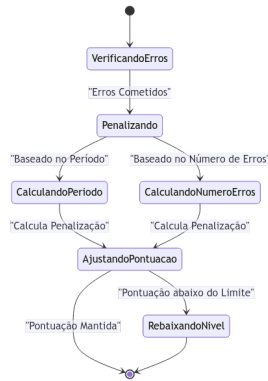 VerificandoErros
"Erros Cometidos"
Penalizando
"Baseado no Período"
"Baseado no Número de Erros"
CalculandoPeriodo
CalculandoNumeroErros
"Calcula Penalização"
"Calcula Penalização"
AjustandoPontuacao
"Pontuação abaixo do Limite"
"Pontuação Mantida"
RebaixandoNivel